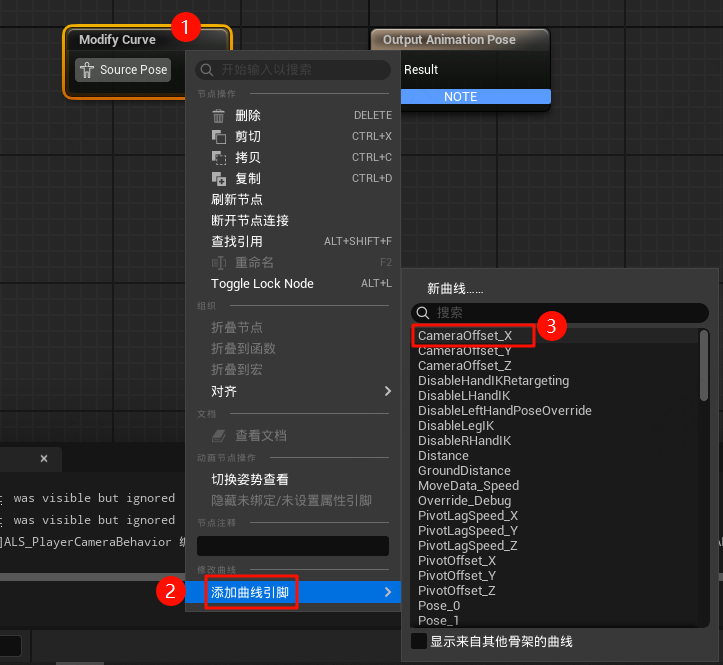 Modify Curve
1
Output Animation Pose
Source Pose
Result
NOTE
开始输入以搜索
节点操作
删除 DELETE
剪切 CTRL+X
拷贝 CTRL+C
复制 CTRL+D
刷新节点
断开节点连接
查找引用 ALT+SHIFT+F
重命名 F2
Toggle Lock Node ALT+L
组织
折叠节点
折叠到函数
折叠到宏
对齐
文档
查看文档
动画节点操作
切换姿势查看
隐藏未绑定/未设置属性引脚
节点注释
修改曲线
2
添加曲线引脚
新曲线......
搜索
3
CameraOffset_X
CameraOffset_Y
CameraOffset_Z
DisableHandIKRetargeting
DisableLHandIK
DisableLeftHandPoseOverride
DisableLegIK
DisableRHandIK
Distance
GroundDistance
MoveData_Speed
Override_Debug
PivotLagSpeed_X
PivotLagSpeed_Y
PivotLagSpeed_Z
PivotOffset_X
PivotOffset_Y
PivotOffset_Z
Pose_0
Pose_1
显示来自其他骨架的曲线
was visible but ignored
was visible but ignored
]ALS_PlayerCameraBehavior